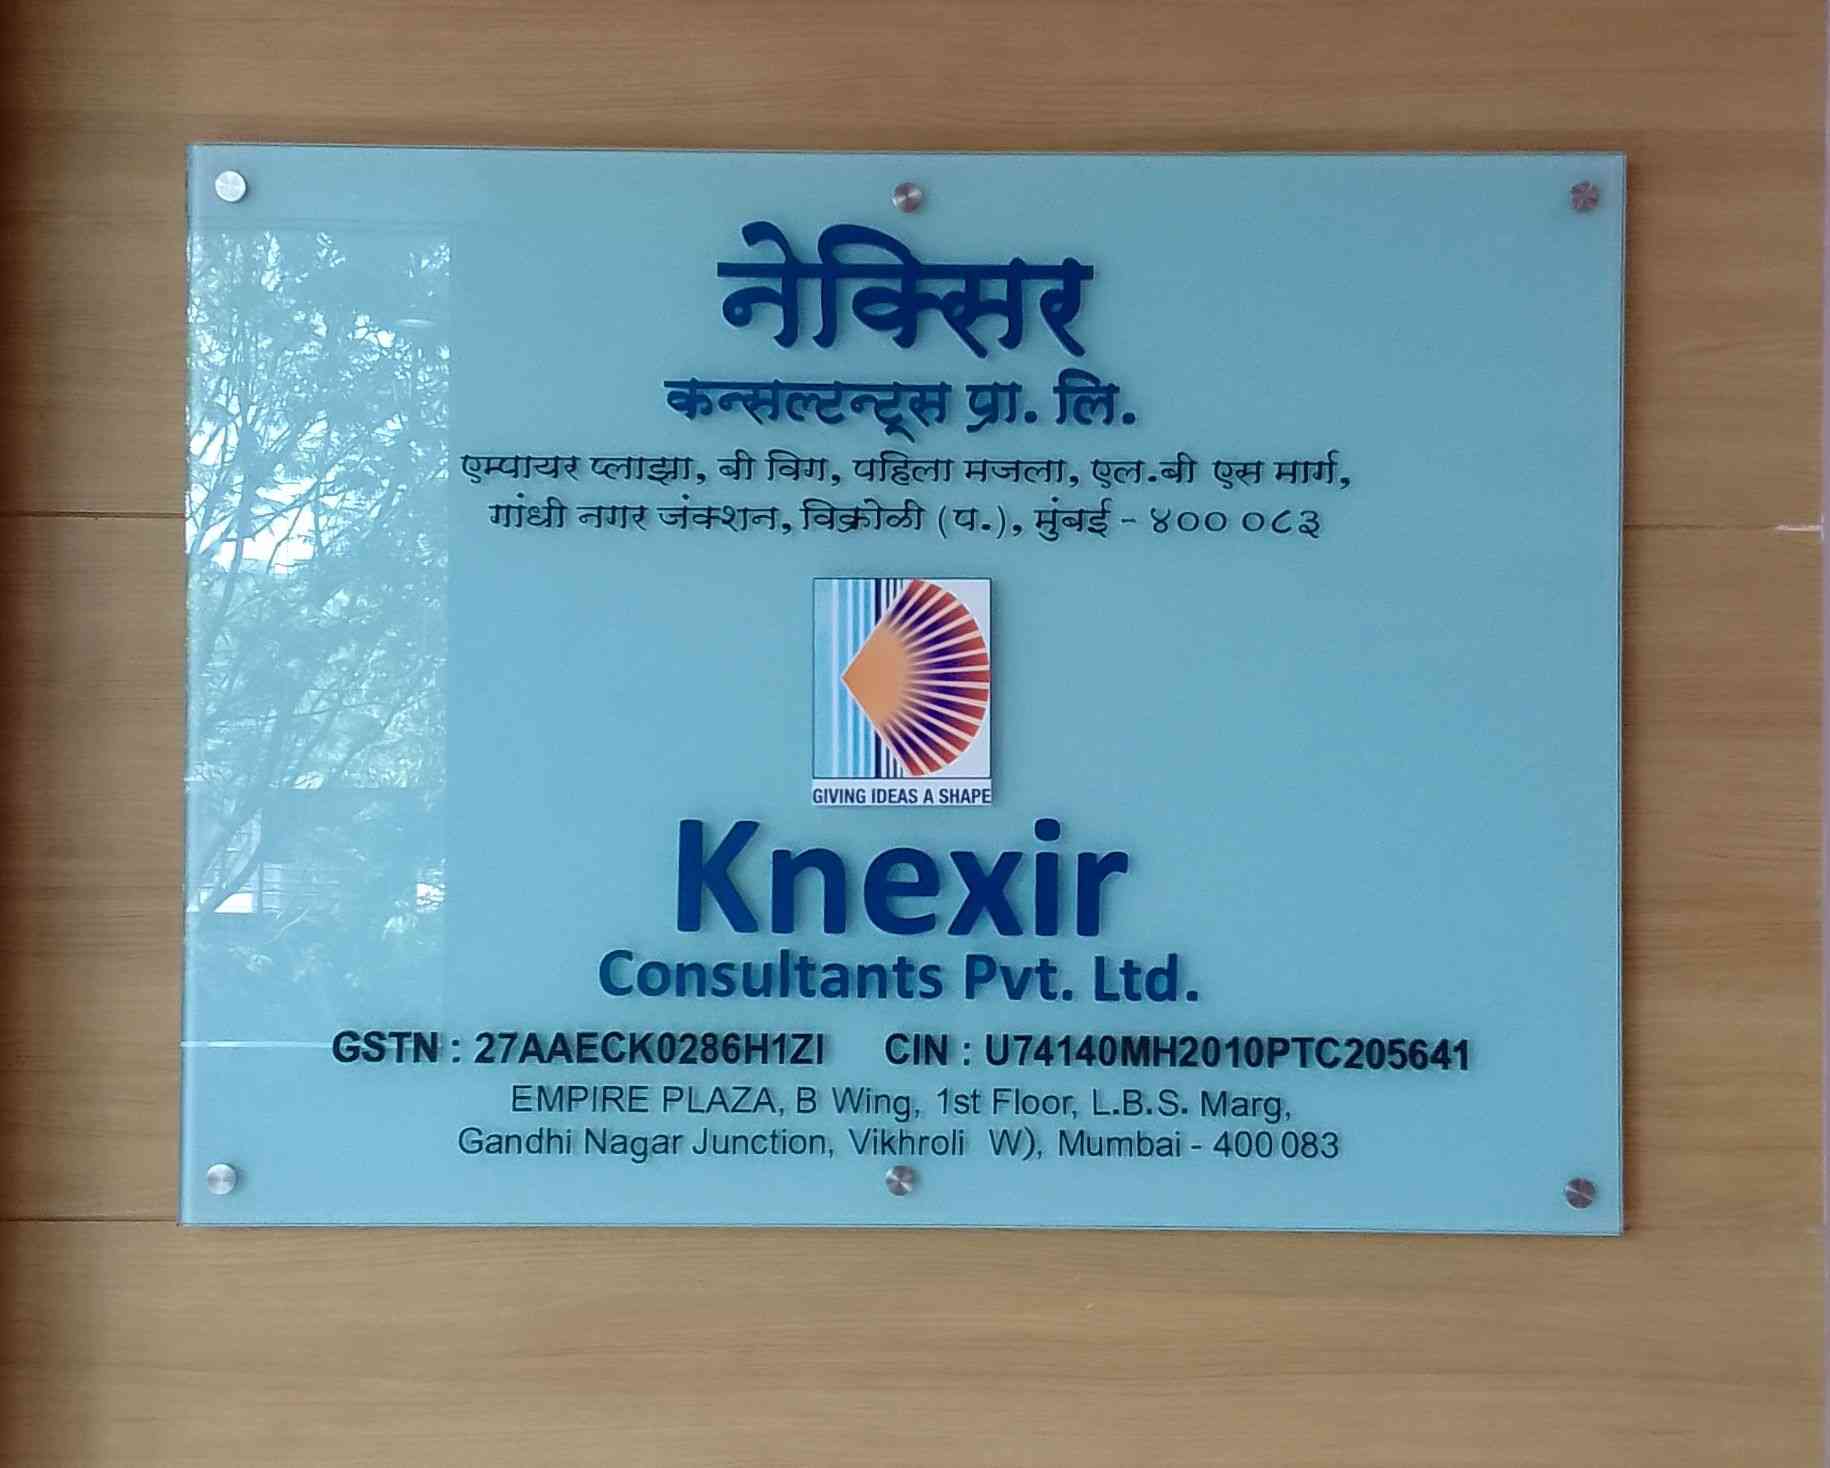 नेक्सिर
कन्सल्टन्ट्स प्रा. लि.
एम्पायर प्लाझा, बी विंग, पहिला मजला, एल.बी एस मार्ग,
गांधी नगर जंक्शन, विक्रोळी (प.), मुंबई - ४०० ०८३
GIVING IDEAS A SHAPE
Knexir
Consultants Pvt. Ltd.
GSTN : 27AAECK0286H1ZI CIN : U74140MH2010PTC205641
EMPIRE PLAZA, B Wing, 1st Floor, L.B.S. Marg,
Gandhi Nagar Junction, Vikhroli W), Mumbai - 400 083